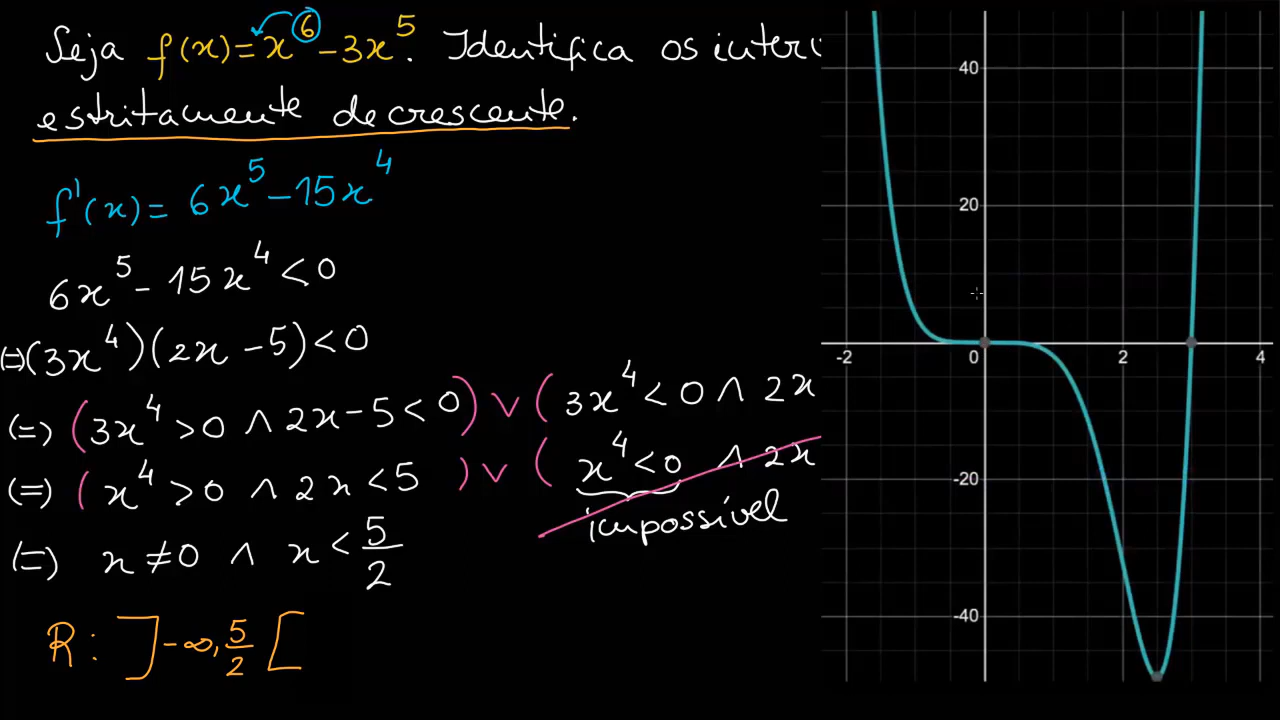 Seja f(x) = x⁶ - 3x⁵. Identifica os
estritamente decrescente.
f'(x) = 6x⁵ - 15x⁴
6x⁵ - 15x⁴ < 0
(=) (3x⁴)(2x - 5) < 0
(=) (3x⁴ > 0 ∧ 2x - 5 < 0) ∨ (3x⁴ < 0 ∧ 2x
(=) (x⁴ > 0 ∧ 2x < 5) ∨ (x⁴ < 0 ∧ 2x
impossível
(=) x ≠ 0 ∧ x < 5/2
R: ]-∞, 5/2[
40
20
-2 0 2 4
-20
-40